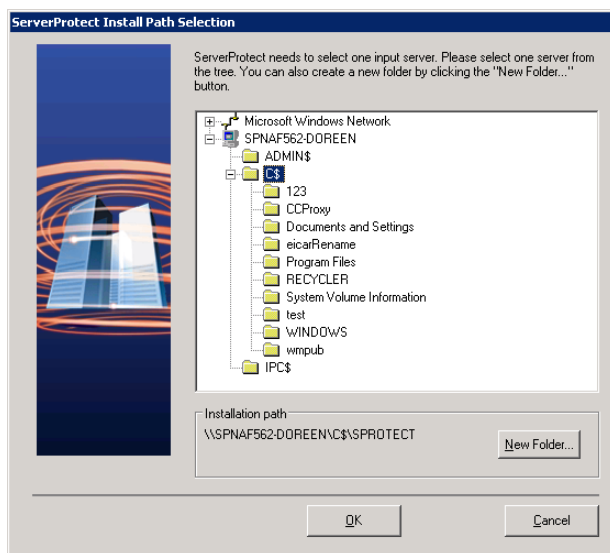 ServerProtect Install Path Selection
ServerProtect needs to select one input server. Please select one server from
the tree. You can also create a new folder by clicking the "New Folder..."
button.
Microsoft Windows Network
SPNAF562-DOREEN
ADMIN$
C$
123
CCProxy
Documents and Settings
eicarRename
Program Files
RECYCLER
System Volume Information
test
WINDOWS
wmpub
IPC$
Installation path
\\SPNAF562-DOREEN\C$\SPROTECT
New Folder...
OK
Cancel